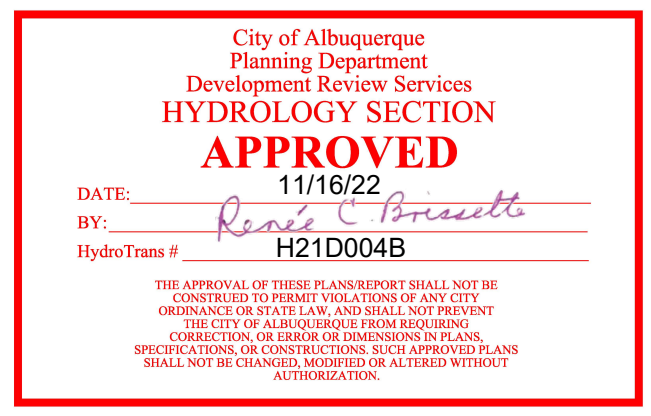 City of Albuquerque
Planning Department
Development Review Services
HYDROLOGY SECTION
APPROVED
DATE: 11/16/22
BY: Renée C. Brissette
HydroTrans # H21D004B
THE APPROVAL OF THESE PLANS/REPORT SHALL NOT BE
CONSTRUED TO PERMIT VIOLATIONS OF ANY CITY
ORDINANCE OR STATE LAW, AND SHALL NOT PREVENT
THE CITY OF ALBUQUERQUE FROM REQUIRING
CORRECTION, OR ERROR OR DIMENSIONS IN PLANS,
SPECIFICATIONS, OR CONSTRUCTIONS. SUCH APPROVED PLANS
SHALL NOT BE CHANGED, MODIFIED OR ALTERED WITHOUT
AUTHORIZATION.